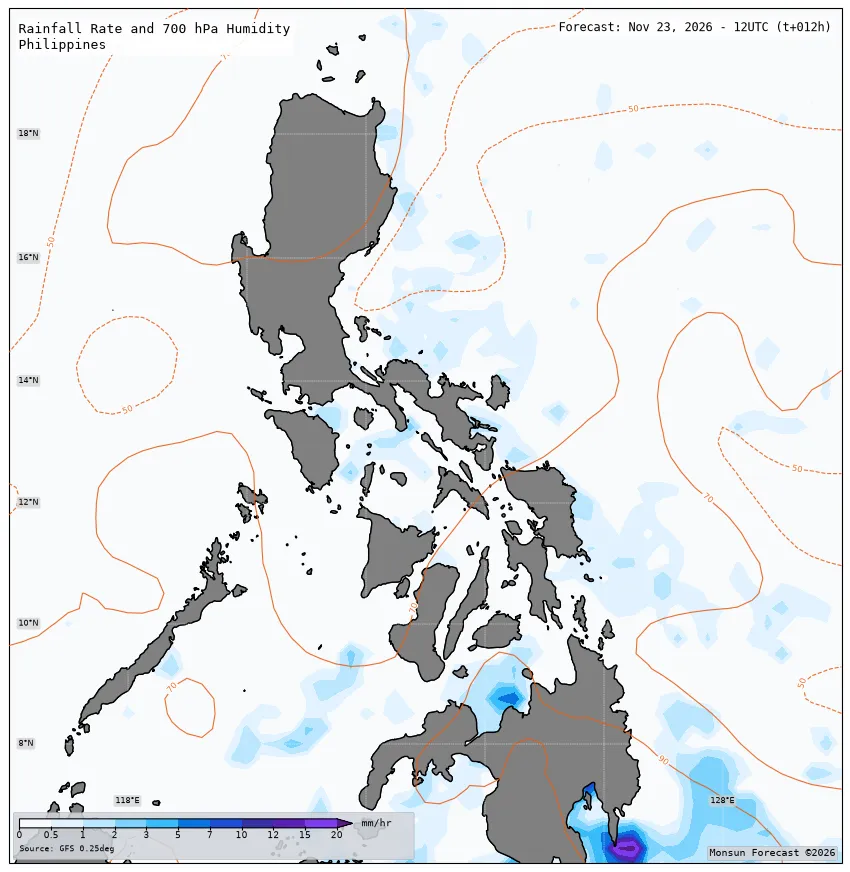 Rainfall Rate and 700 hPa Humidity
Philippines
Forecast: Nov 23, 2026 - 12UTC (t+012h)
50
18°N
50
16°N
14°N
50
50
12°N
70
70
10°N
70
50
8°N
90
118°E
128°E
0 0.5 1 2 3 5 7 10 12 15 20 mm/hr
Source: GFS 0.25deg
Monsun Forecast ©2026